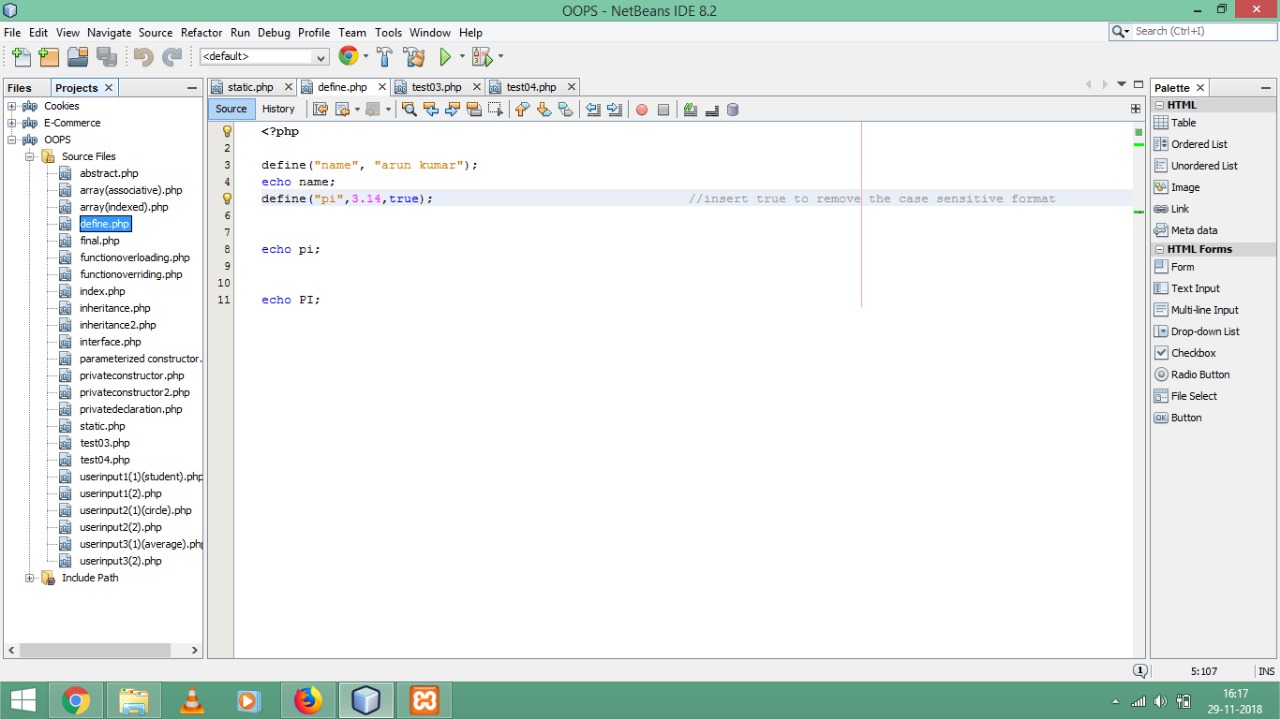 OOPS - NetBeans IDE 8.2
File Edit View Navigate Source Refactor Run Debug Profile Team Tools Window Help
Search (Ctrl+I)
<default>
Files Projects
Cookies
E-Commerce
OOPS
Source Files
abstract.php
array(associative).php
array(indexed).php
define.php
final.php
functionoverloading.php
functionoverriding.php
index.php
inheritance.php
inheritance2.php
interface.php
parameterized constructor.
privateconstructor.php
privateconstructor2.php
privatedeclaration.php
static.php
test03.php
test04.php
userinput1(1)(student).php
userinput1(2).php
userinput2(1)(circle).php
userinput2(2).php
userinput3(1)(average).php
userinput3(2).php
Include Path
static.php define.php test03.php test04.php
Source History
<?php
2
3 define("name", "arun kumar");
4 echo name;
define("pi",3.14,true); //insert true to remove the case sensitive format
6
7
8 echo pi;
9
10
11 echo PI;
Palette
HTML
Table
Ordered List
Unordered List
Image
Link
Meta data
HTML Forms
Form
Text Input
Multi-line Input
Drop-down List
Checkbox
Radio Button
File Select
Button
1 5:107 INS
16:17
29-11-2018